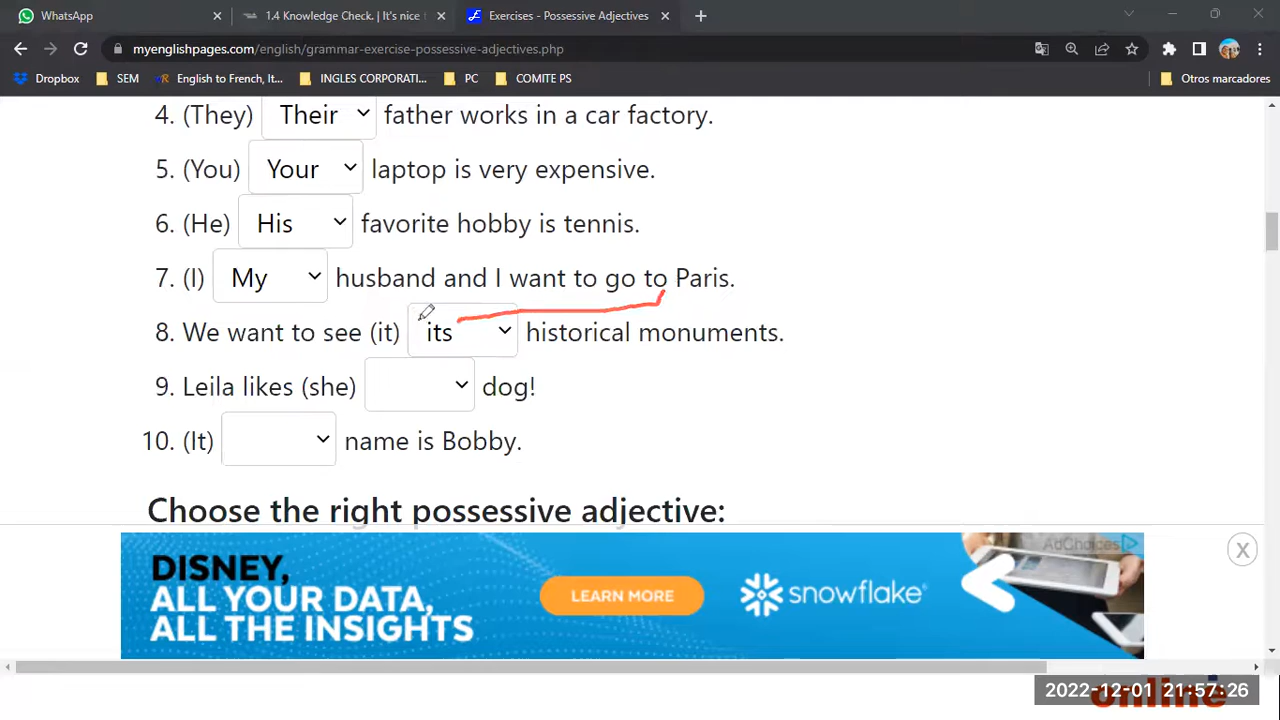 WhatsApp
1.4 Knowledge Check. | It's nice t
Exercises - Possessive Adjectives
myenglishpages.com/english/grammar-exercise-possessive-adjectives.php
Dropbox SEM English to French, It... INGLES CORPORATI... PC COMITE PS Otros marcadores
4. (They) Their father works in a car factory.
5. (You) Your laptop is very expensive.
6. (He) His favorite hobby is tennis.
7. (I) My husband and I want to go to Paris.
8. We want to see (it) its historical monuments.
9. Leila likes (she) dog!
10. (It) name is Bobby.
Choose the right possessive adjective:
AdChoices
DISNEY,
ALL YOUR DATA,
ALL THE INSIGHTS
LEARN MORE
snowflake
online
2022-12-01 21:57:26